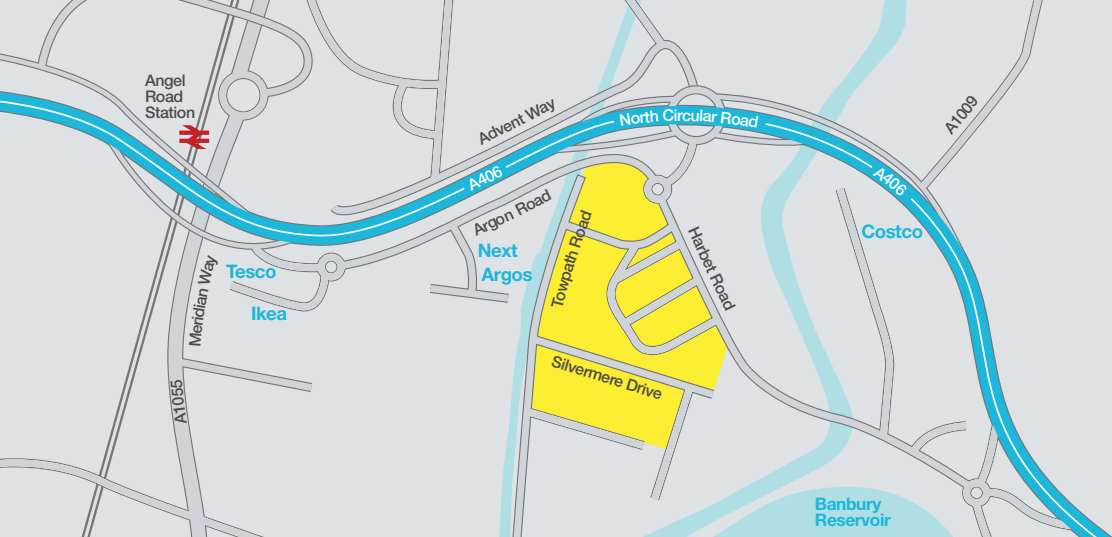 Angel
Road
Station
Advent Way
North Circular Road
A1009
A406
A406
Argon Road
Next
Argos
Towpath Road
Harbet Road
Costco
Tesco
Ikea
Meridian Way
A1055
Silvermere Drive
Banbury
Reservoir